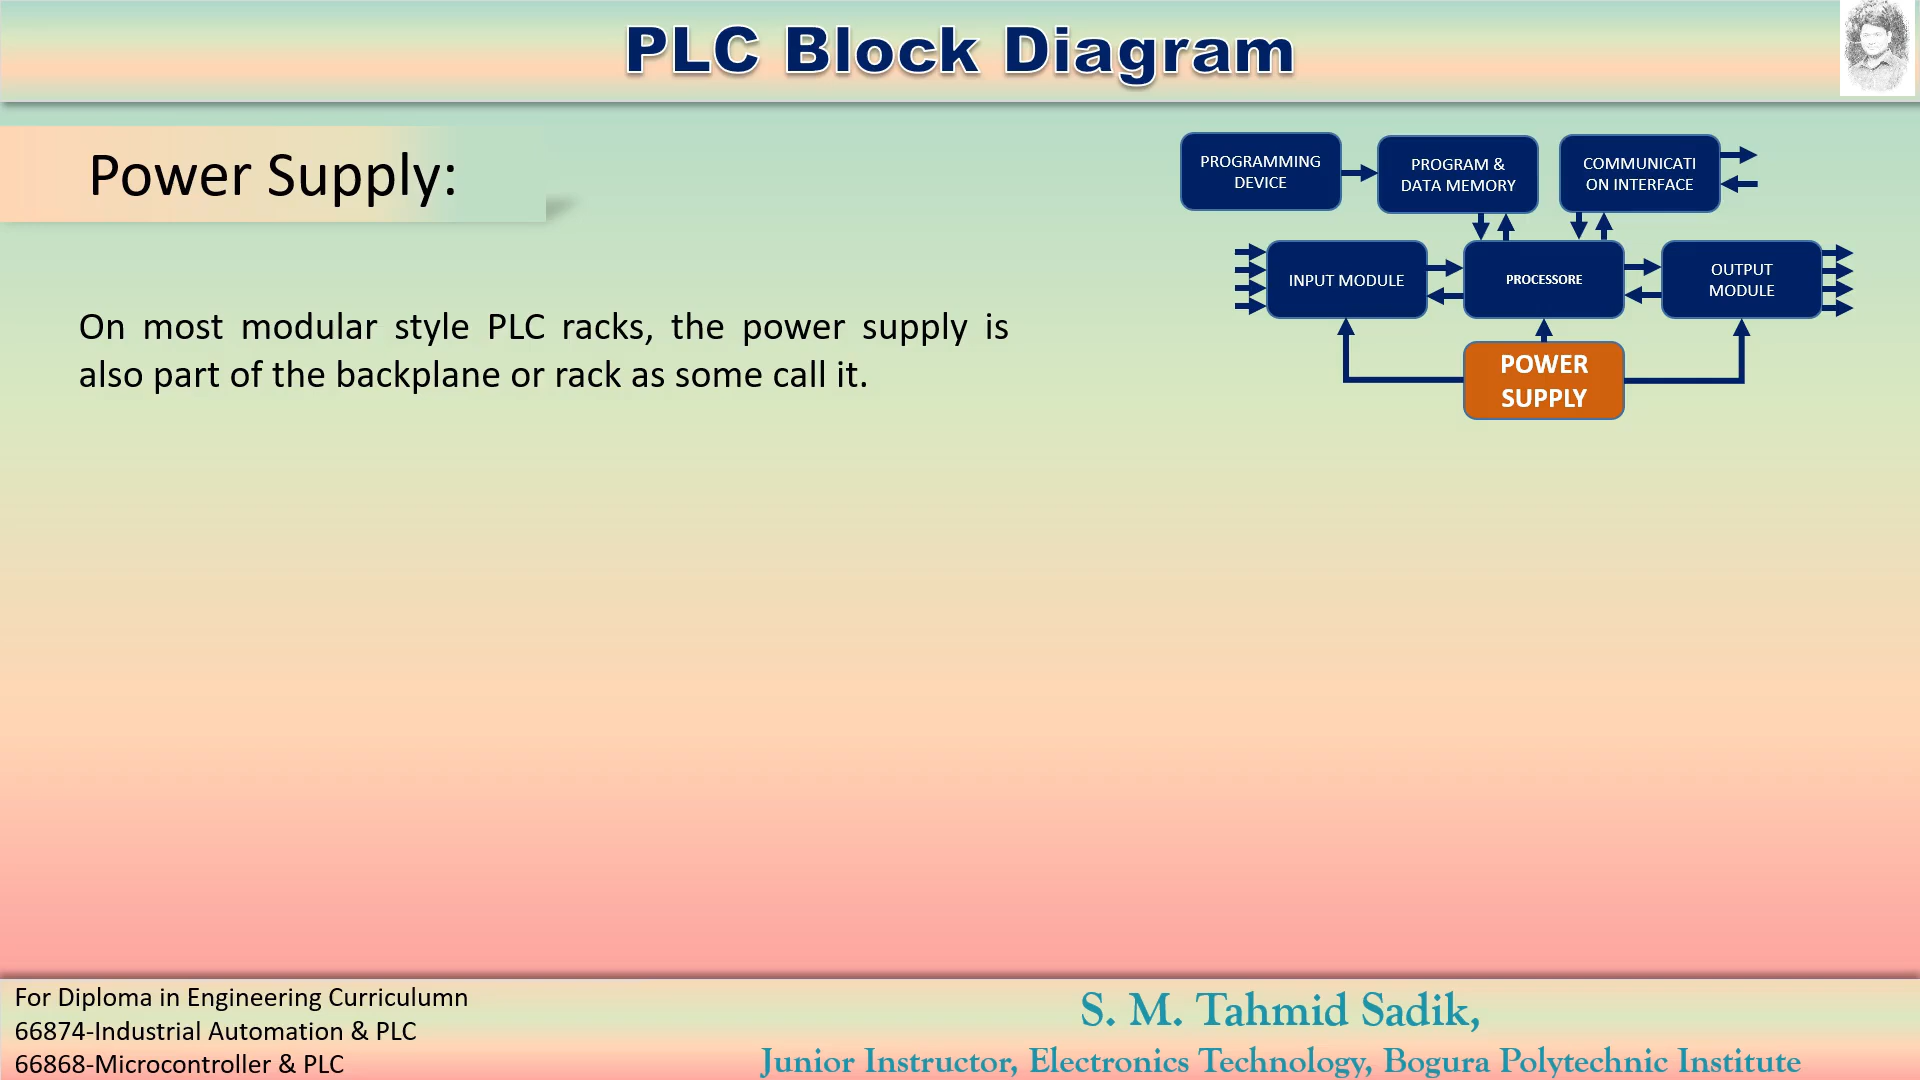 PLC Block Diagram
Power Supply:
On most modular style PLC racks, the power supply is
also part of the backplane or rack as some call it.
PROGRAMMING
DEVICE
PROGRAM &
DATA MEMORY
COMMUNICATI
ON INTERFACE
INPUT MODULE
PROCESSORE
OUTPUT
MODULE
POWER
SUPPLY
For Diploma in Engineering Curriculumn
66874-Industrial Automation & PLC
66868-Microcontroller & PLC
S. M. Tahmid Sadik,
Junior Instructor, Electronics Technology, Bogura Polytechnic Institute